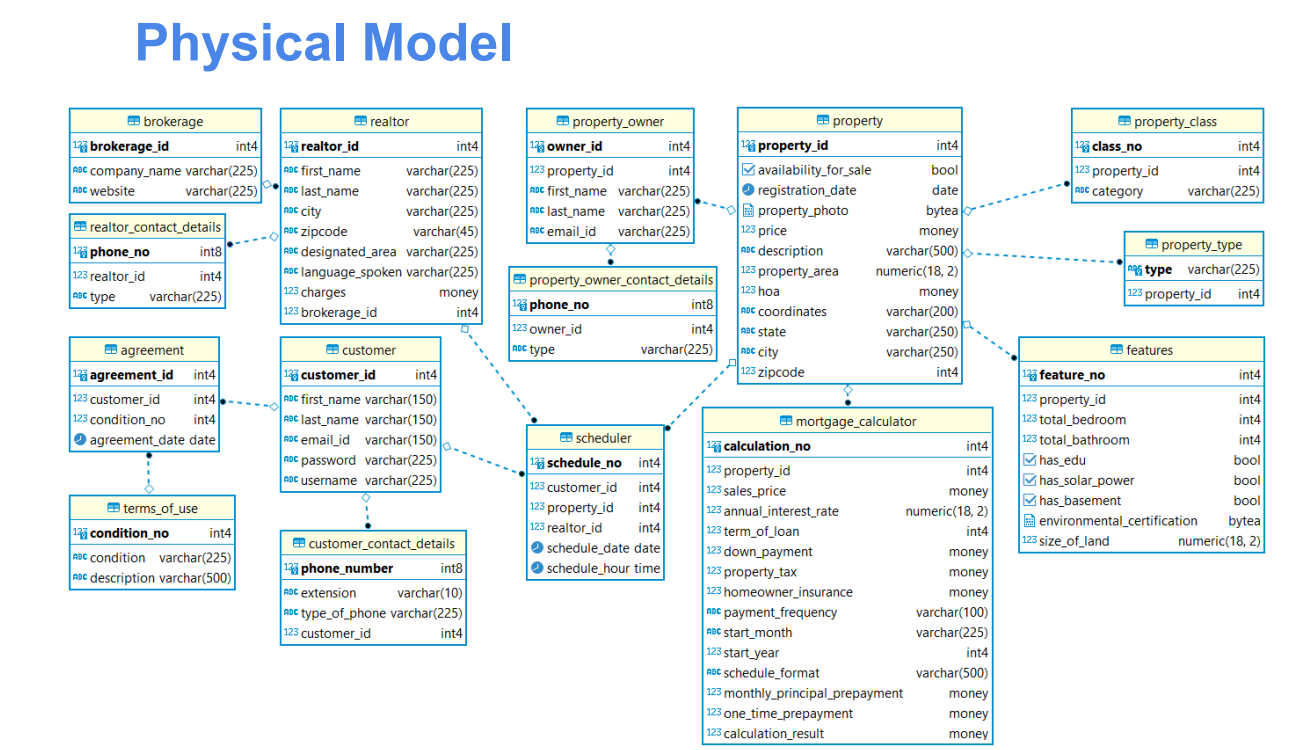 Physical Model
brokerage
brokerage_id int4
company_name varchar(225)
website varchar(225)
realtor_contact_details
phone_no int8
realtor_id int4
type varchar(225)
realtor
realtor_id int4
first_name varchar(225)
last_name varchar(225)
city varchar(225)
zipcode varchar(45)
designated_area varchar(225)
language_spoken varchar(225)
charges money
brokerage_id int4
agreement
agreement_id int4
customer_id int4
condition_no int4
agreement_date date
terms_of_use
condition_no int4
condition varchar(225)
description varchar(500)
customer
customer_id int4
first_name varchar(150)
last_name varchar(150)
email_id varchar(150)
password varchar(225)
username varchar(225)
customer_contact_details
phone_number int8
extension varchar(10)
type_of_phone varchar(225)
customer_id int4
property_owner
owner_id int4
property_id int4
first_name varchar(225)
last_name varchar(225)
email_id varchar(225)
property_owner_contact_details
phone_no int8
owner_id int4
type varchar(225)
scheduler
schedule_no int4
customer_id int4
property_id int4
realtor_id int4
schedule_date date
schedule_hour time
property
property_id int4
availability_for_sale bool
registration_date date
property_photo bytea
price money
description varchar(500)
property_area numeric(18, 2)
hoa money
coordinates varchar(200)
state varchar(250)
city varchar(250)
zipcode int4
mortgage_calculator
calculation_no int4
property_id int4
sales_price money
annual_interest_rate numeric(18, 2)
term_of_loan int4
down_payment money
property_tax money
homeowner_insurance money
payment_frequency varchar(100)
start_month varchar(225)
start_year int4
schedule_format varchar(500)
monthly_principal_prepayment money
one_time_prepayment money
calculation_result money
property_class
class_no int4
property_id int4
category varchar(225)
property_type
type varchar(225)
property_id int4
features
feature_no int4
property_id int4
total_bedroom int4
total_bathroom int4
has_edu bool
has_solar_power bool
has_basement bool
environmental_certification bytea
size_of_land numeric(18, 2)